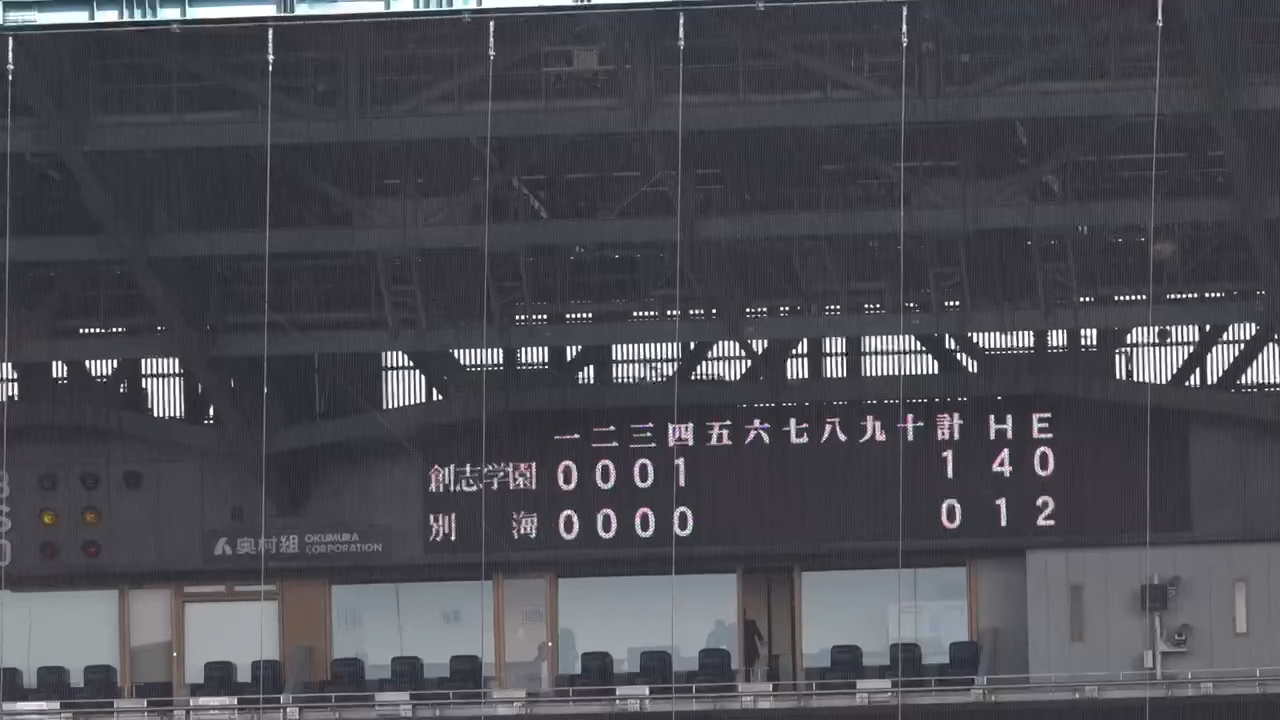 一 二 三 四 五 六 七 八 九 十 計 H E
創志学園 0 0 0 1 1 4 0
別海 0 0 0 0 0 1 2
奥村組 OKUMURA
CORPORATION